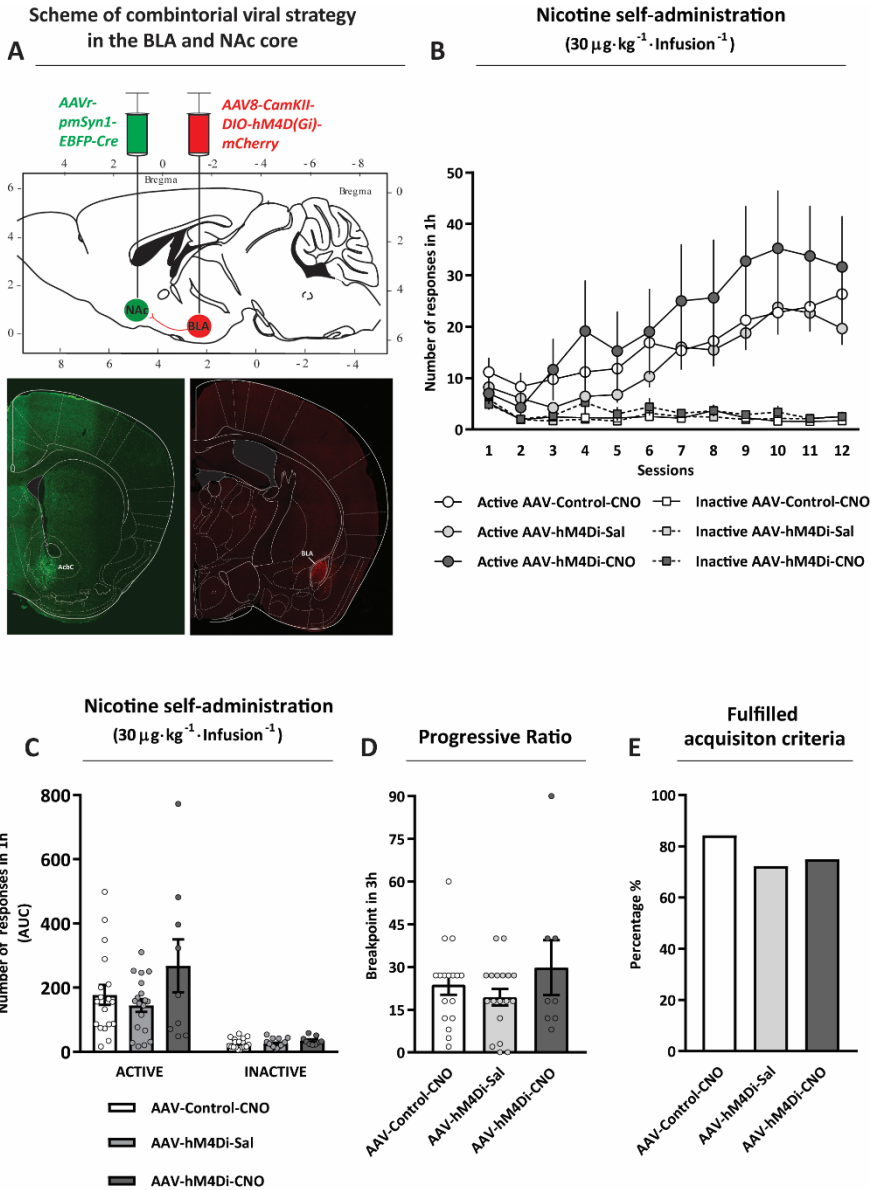 Scheme of combintorial viral strategy
in the BLA and NAc core
A
AAVr-
pmSyn1-
EBFP-Cre
AAV8-CamKII-
DIO-hM4D(Gi)-
mCherry
4 2 0 -2 -4 -6 -8
Bregma
Bregma
6
4
2
0
0
2
4
6
NAc
BLA
8 6 4 2 0 -2 -4
AcbC
BLA
Nicotine self-administration
(30 μg·kg⁻¹·Infusion⁻¹)
B
Number of responses in 1h
50
40
30
20
10
0
1 2 3 4 5 6 7 8 9 10 11 12
Sessions
Active AAV-Control-CNO
Inactive AAV-Control-CNO
Active AAV-hM4Di-Sal
Inactive AAV-hM4Di-Sal
Active AAV-hM4Di-CNO
Inactive AAV-hM4Di-CNO
Nicotine self-administration
C
(30 μg·kg⁻¹·Infusion⁻¹)
Number of responses in 1h
(AUC)
800
600
400
200
0
ACTIVE INACTIVE
AAV-Control-CNO
AAV-hM4Di-Sal
AAV-hM4Di-CNO
D
Progressive Ratio
Breakpoint in 3h
90
75
60
45
30
15
0
AAV-Control-CNO
AAV-hM4Di-Sal
AAV-hM4Di-CNO
Fulfilled
E
acquisiton criteria
Percentage %
100
80
60
40
20
0
AAV-Control-CNO
AAV-hM4Di-Sal
AAV-hM4Di-CNO